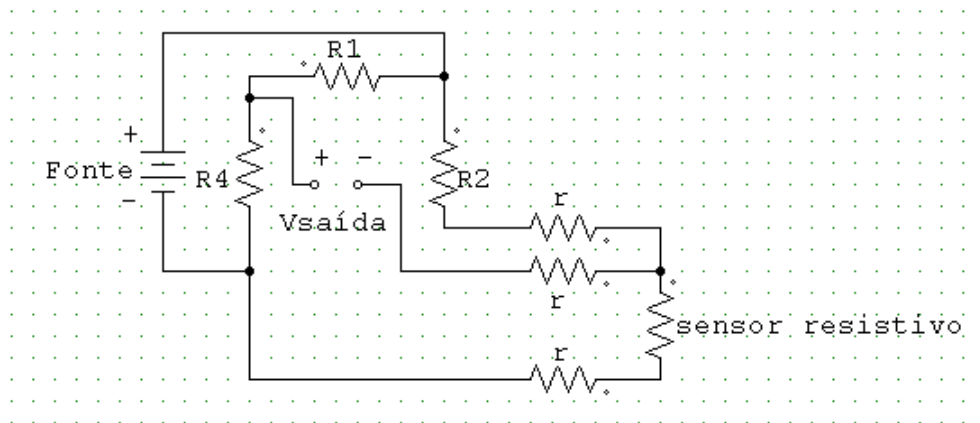 R1
+
Fonte
-
R4
+ -
Vsaída
R2
r
r
sensor resistivo
r